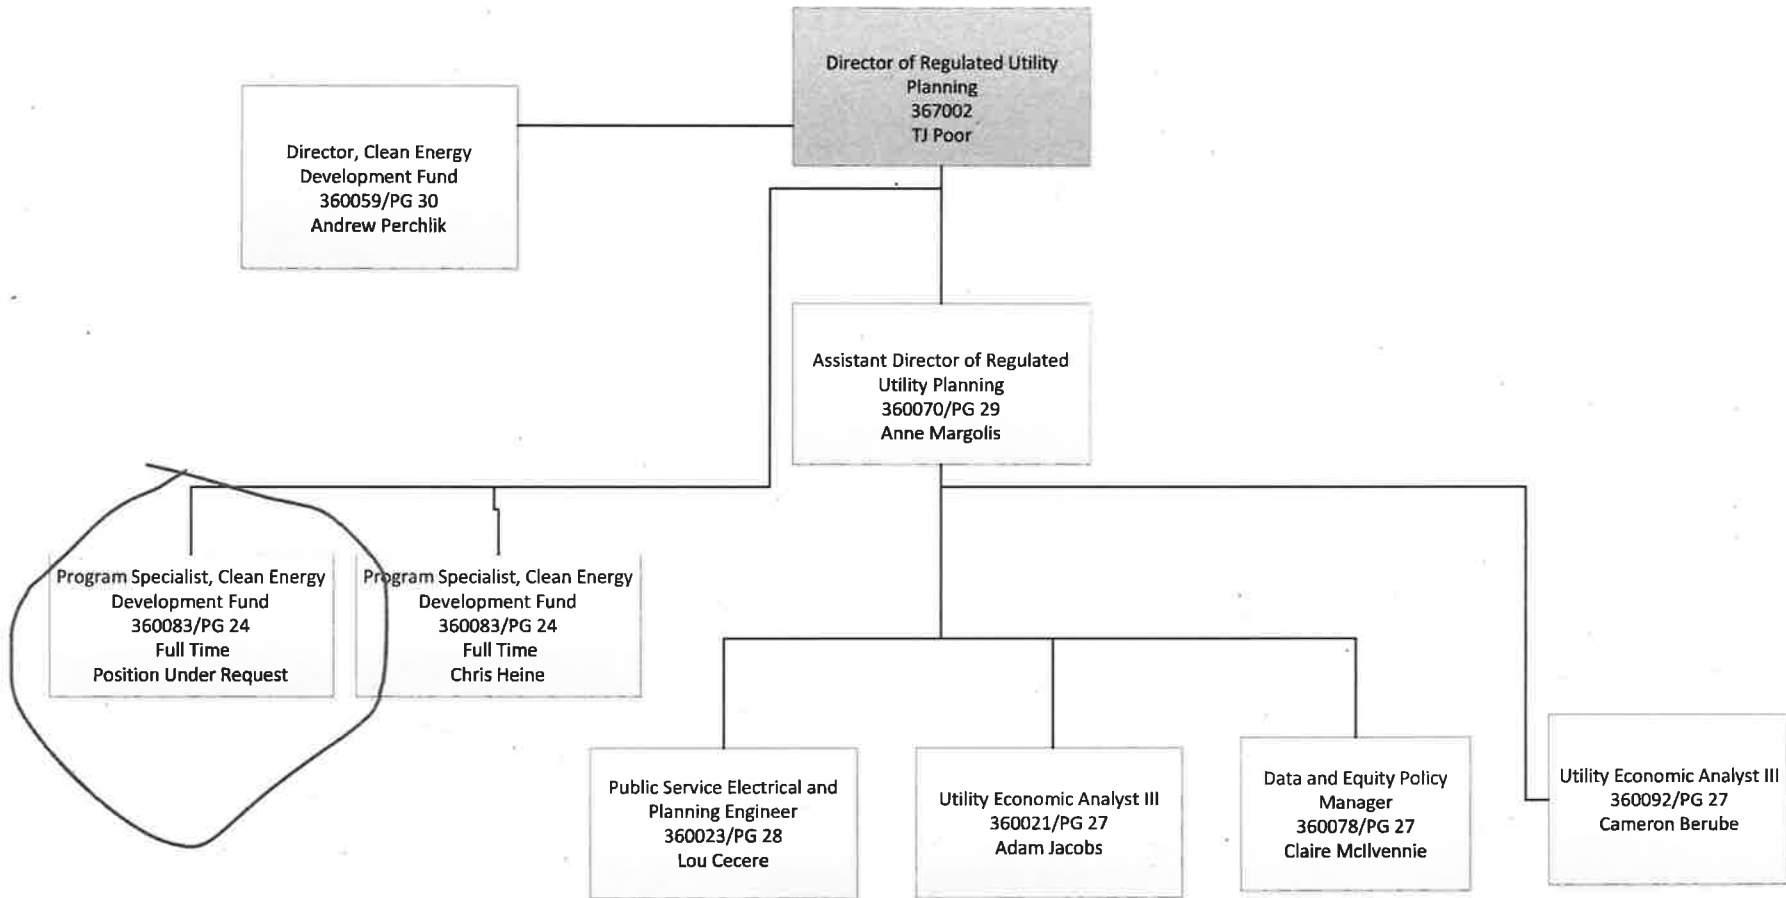 Director of Regulated Utility
Planning
367002
TJ Poor
Director, Clean Energy
Development Fund
360059/PG 30
Andrew Perchlik
Assistant Director of Regulated
Utility Planning
360070/PG 29
Anne Margolis
Program Specialist, Clean Energy
Development Fund
360083/PG 24
Full Time
Position Under Request
Program Specialist, Clean Energy
Development Fund
360083/PG 24
Full Time
Chris Heine
Public Service Electrical and
Planning Engineer
360023/PG 28
Lou Cecere
Utility Economic Analyst III
360021/PG 27
Adam Jacobs
Data and Equity Policy
Manager
360078/PG 27
Claire McIlvennie
Utility Economic Analyst III
360092/PG 27
Cameron Berube